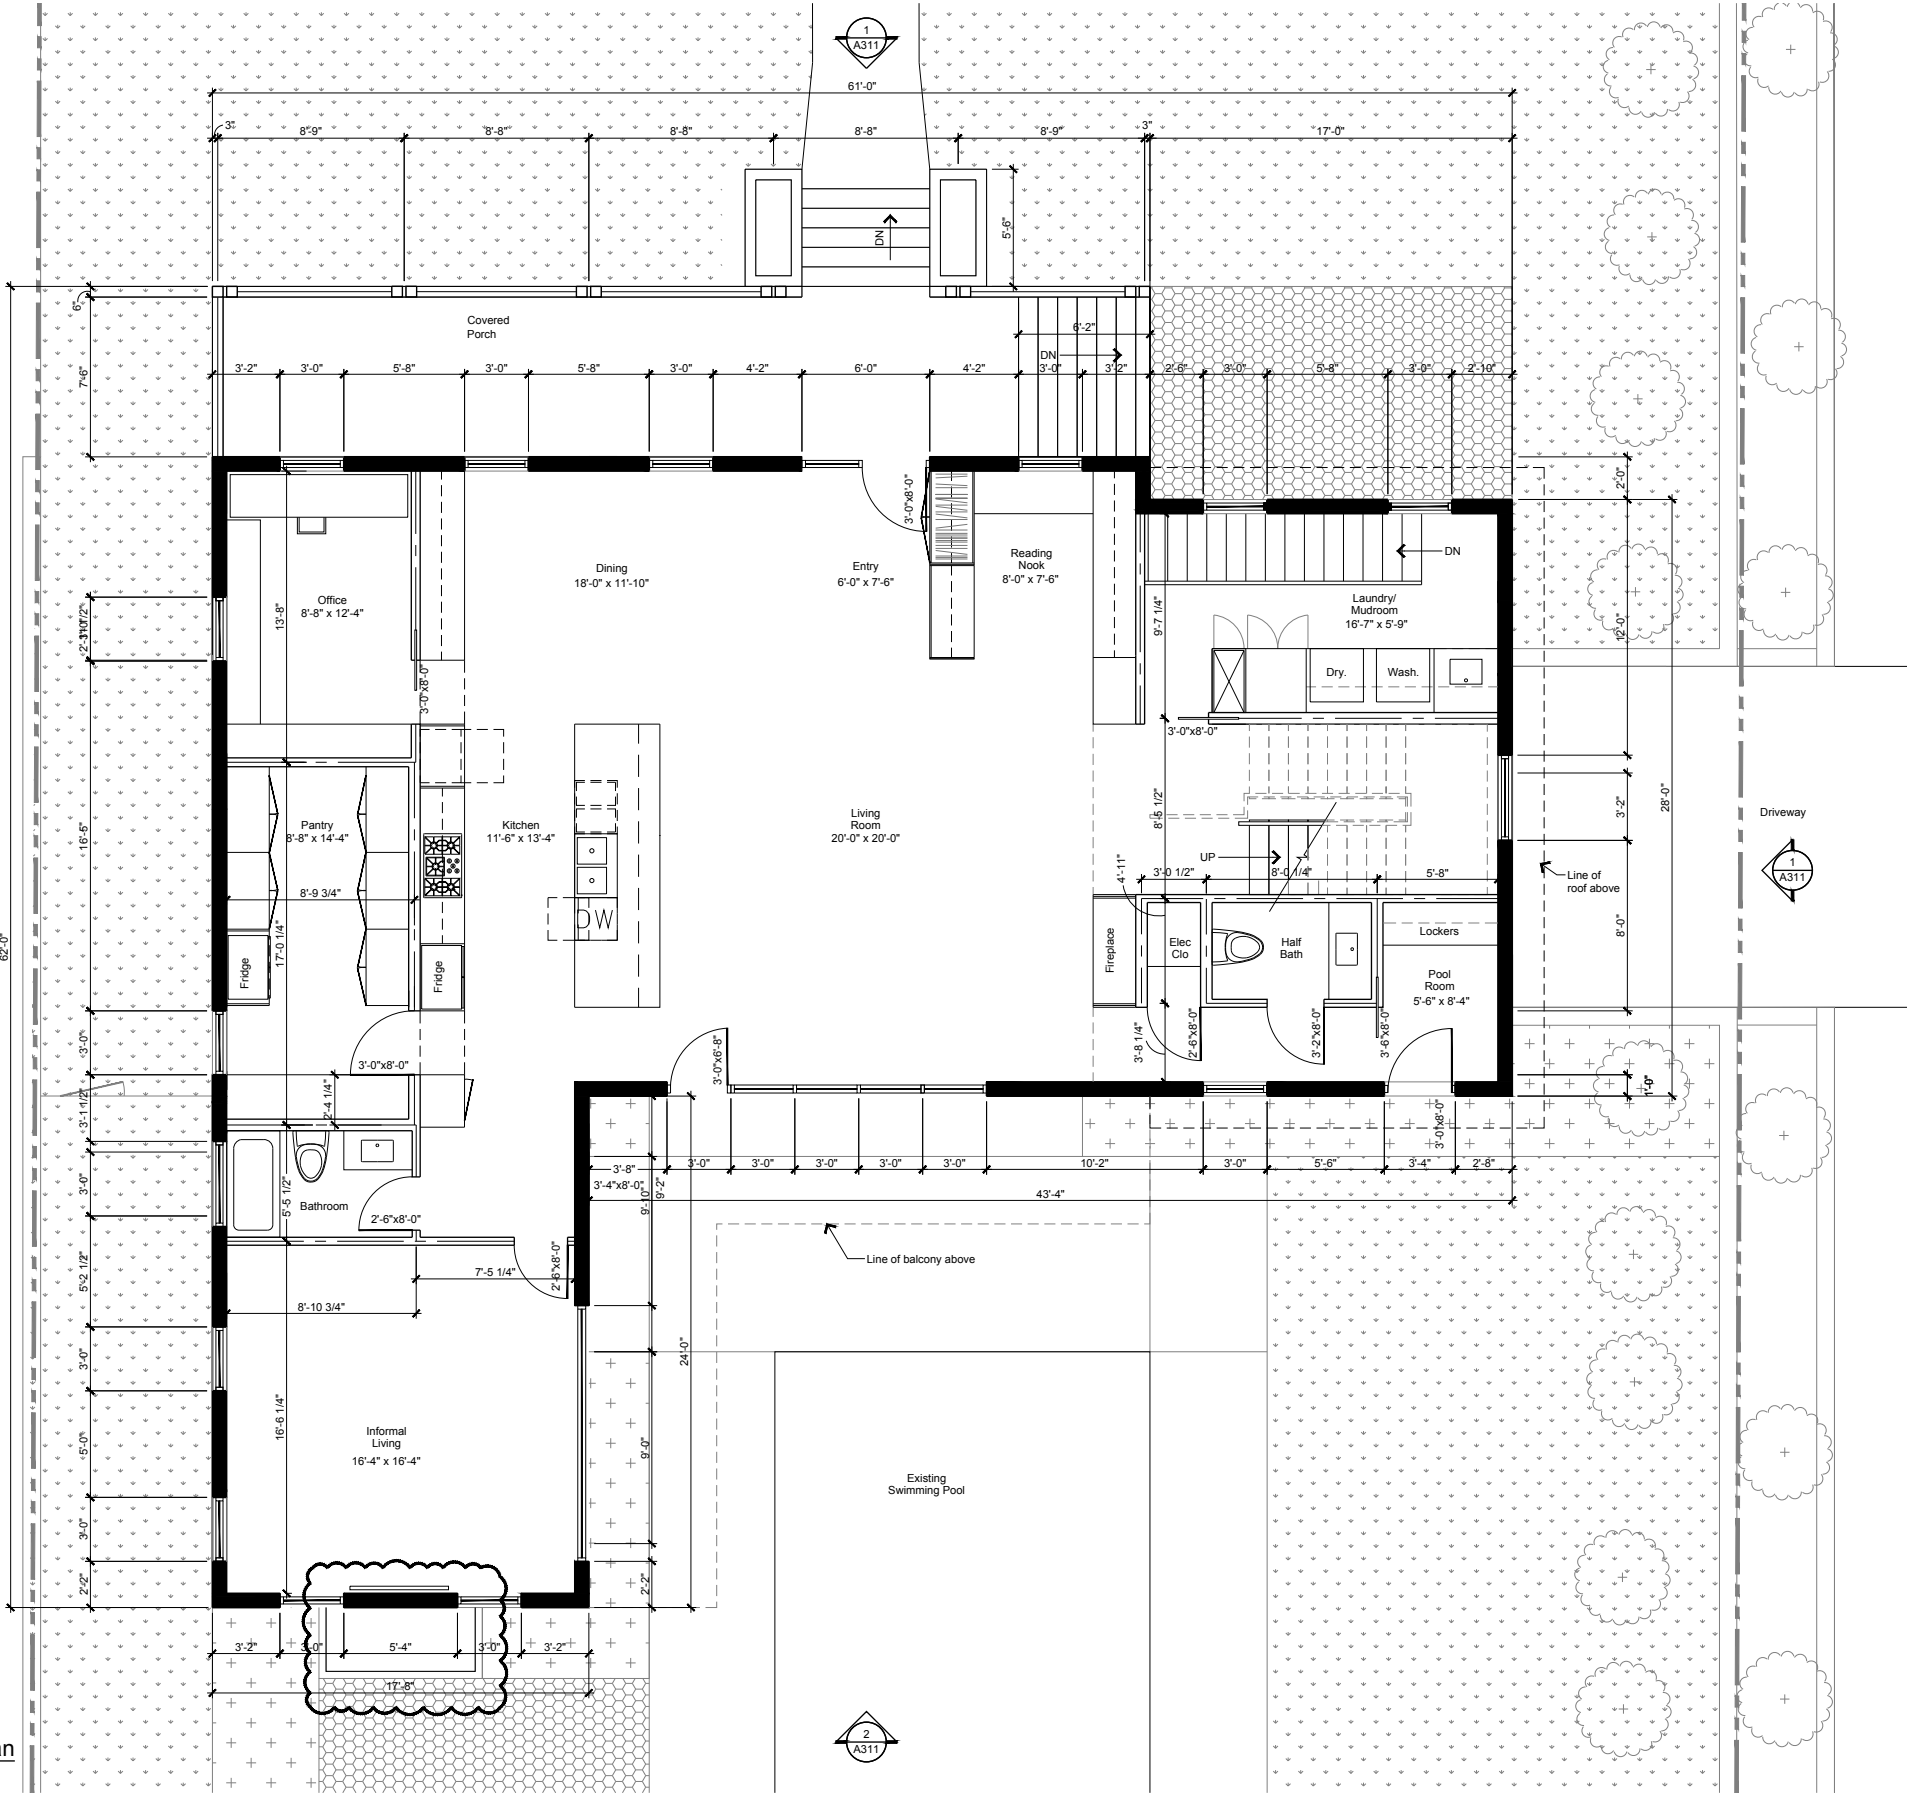 1
A311
61'-0"
3"
8'-9"
8'-8"
8'-8"
8'-8"
8'-9"
3"
17'-0"
5'-6"
DN
6"
7'-6"
Covered
Porch
6'-2"
DN
3'-2"
3'-0"
5'-8"
3'-0"
5'-8"
3'-0"
4'-2"
6'-0"
4'-2"
3'-0"
3'-2"
2'-6"
3'-0"
5'-8"
3'-0"
2'-10"
2'-0"
3'-0"x8'-0"
Dining
18'-0" x 11'-10"
Entry
6'-0" x 7'-6"
Reading
Nook
8'-0" x 7'-6"
DN
Office
8'-8" x 12'-4"
13'-8"
Laundry/
Mudroom
16'-7" x 5'-9"
9'-7 1/4"
12'-0"
Dry.
Wash.
3'-0"x8'-0"
3'-0"x8'-0"
28'-0"
3'-2"
Pantry
8'-8" x 14'-4"
Kitchen
11'-6" x 13'-4"
Living
Room
20'-0" x 20'-0"
8'-5 1/2"
Driveway
16'-5"
UP
1
A311
Line of
roof above
4'-11"
3'-0 1/2"
8'-0 1/4"
5'-8"
8'-9 3/4"
DW
Lockers
8'-0"
17'-0 1/4"
62'-0"
Fridge
Fridge
Fireplace
Elec
Clo
Half
Bath
Pool
Room
5'-6" x 8'-4"
3'-0"
3'-0"x8'-0"
3'-0"x6'-8"
3'-8 1/4"
2'-6"x8'-0"
3'-2"x8'-0"
3'-6"x8'-0"
1'-0"
3'-1 1/2"
2'-4 1/4"
3'-0"x8'-0"
3'-8"
3'-0"
3'-0"
3'-0"
3'-0"
3'-0"
10'-2"
3'-0"
5'-6"
3'-4"
2'-8"
3'-4"x8'-0"
43'-4"
9'-10"
9'-2"
3'-0"
5'-5 1/2"
Bathroom
2'-6"x8'-0"
5'-2 1/2"
7'-5 1/4"
2'-6"x8'-0"
Line of balcony above
8'-10 3/4"
3'-0"
24'-0"
16'-6 1/4"
5'-0"
Informal
Living
16'-4" x 16'-4"
9'-0"
Existing
Swimming Pool
3'-0"
2'-2"
2'-2"
3'-2"
3'-0"
5'-4"
3'-0"
3'-2"
17'-8"
2
A311